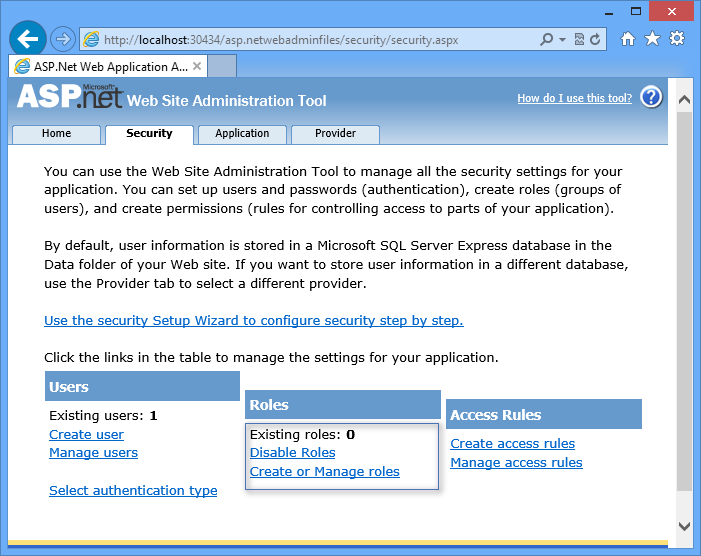 http://localhost:30434/asp.netwebadminfiles/security/security.aspx
ASP.Net Web Application A...
Microsoft®
ASP.net Web Site Administration Tool
How do I use this tool? ?
Home Security Application Provider
You can use the Web Site Administration Tool to manage all the security settings for your
application. You can set up users and passwords (authentication), create roles (groups of
users), and create permissions (rules for controlling access to parts of your application).
By default, user information is stored in a Microsoft SQL Server Express database in the
Data folder of your Web site. If you want to store user information in a different database,
use the Provider tab to select a different provider.
Use the security Setup Wizard to configure security step by step.
Click the links in the table to manage the settings for your application.
Users
Existing users: 1
Create user
Manage users
Select authentication type
Roles
Existing roles: 0
Disable Roles
Create or Manage roles
Access Rules
Create access rules
Manage access rules